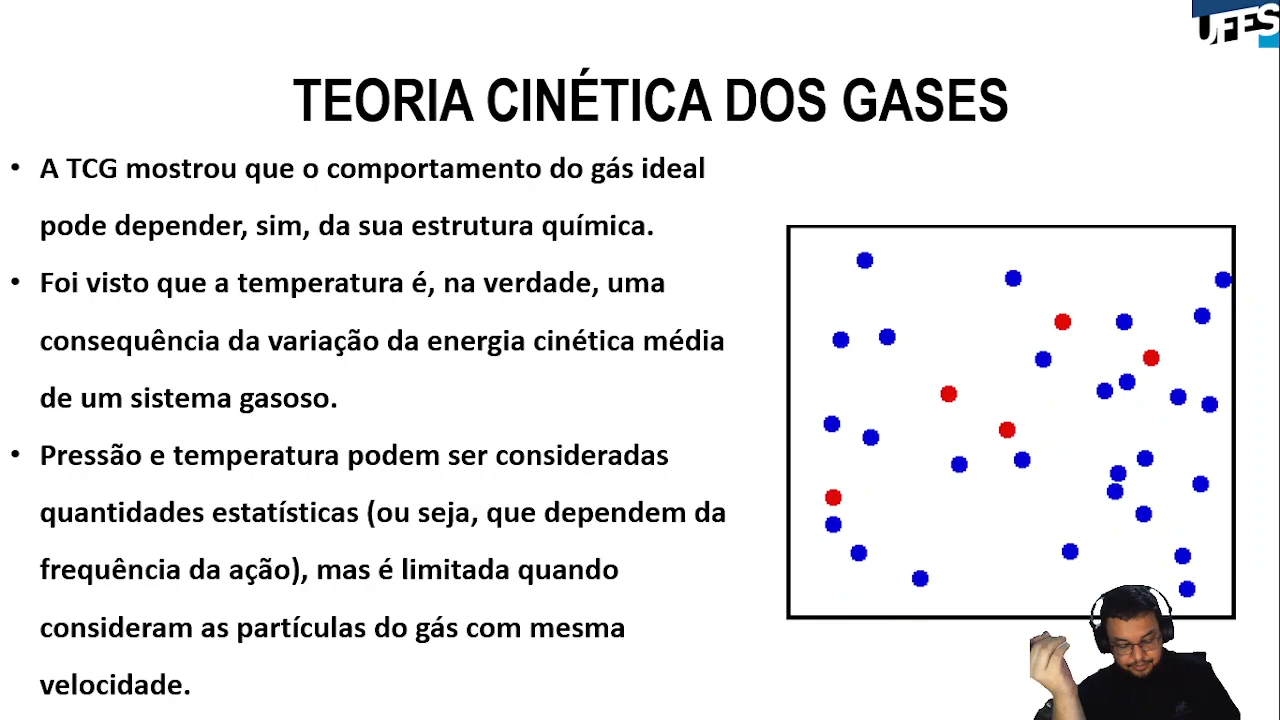 UFES
TEORIA CINÉTICA DOS GASES
• A TCG mostrou que o comportamento do gás ideal
pode depender, sim, da sua estrutura química.
• Foi visto que a temperatura é, na verdade, uma
consequência da variação da energia cinética média
de um sistema gasoso.
• Pressão e temperatura podem ser consideradas
quantidades estatísticas (ou seja, que dependem da
frequência da ação), mas é limitada quando
consideram as partículas do gás com mesma
velocidade.